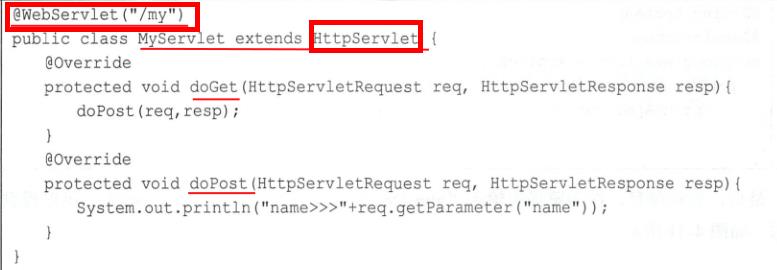 @WebServlet("/my")
public class MyServlet extends HttpServlet {
    @Override
    protected void doGet(HttpServletRequest req, HttpServletResponse resp){
        doPost(req,resp);
    }
    @Override
    protected void doPost(HttpServletRequest req, HttpServletResponse resp){
        System.out.println("name>>>"+req.getParameter("name"));
    }
}